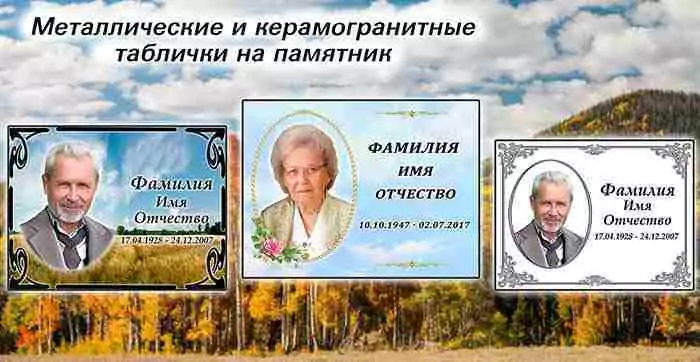 Металлические и керамогранитные
таблички на памятник
Фамилия
Имя
Отчество
17.04.1928 - 24.12.2007
ФАМИЛИЯ
ИМЯ
ОТЧЕСТВО
10.10.1947 - 02.07.2017
Фамилия
Имя
Отчество
17.04.1928 - 24.12.2007